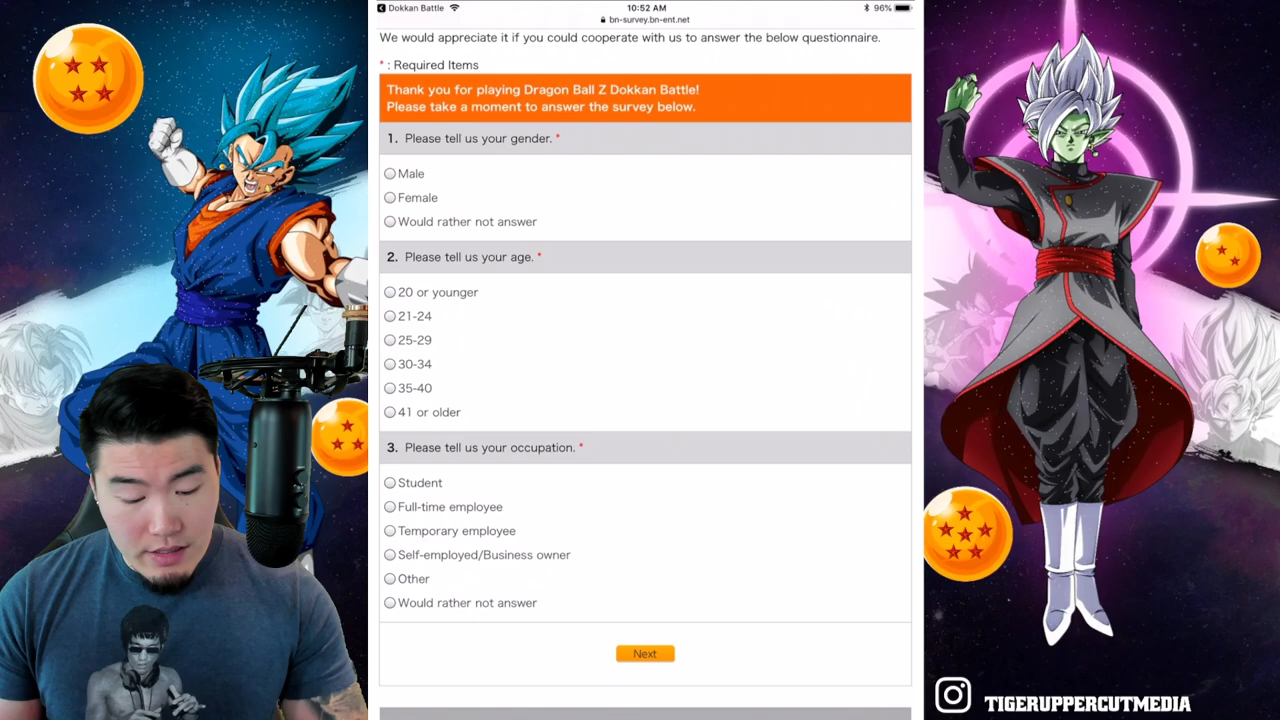 Dokkan Battle
10:52 AM
96%
bn-survey.bn-ent.net
We would appreciate it if you could cooperate with us to answer the below questionnaire.
* : Required Items
Thank you for playing Dragon Ball Z Dokkan Battle!
Please take a moment to answer the survey below.
1. Please tell us your gender. *
Male
Female
Would rather not answer
2. Please tell us your age. *
20 or younger
21-24
25-29
30-34
35-40
41 or older
3. Please tell us your occupation. *
Student
Full-time employee
Temporary employee
Self-employed/Business owner
Other
Would rather not answer
Next
TIGERUPPERCUTMEDIA